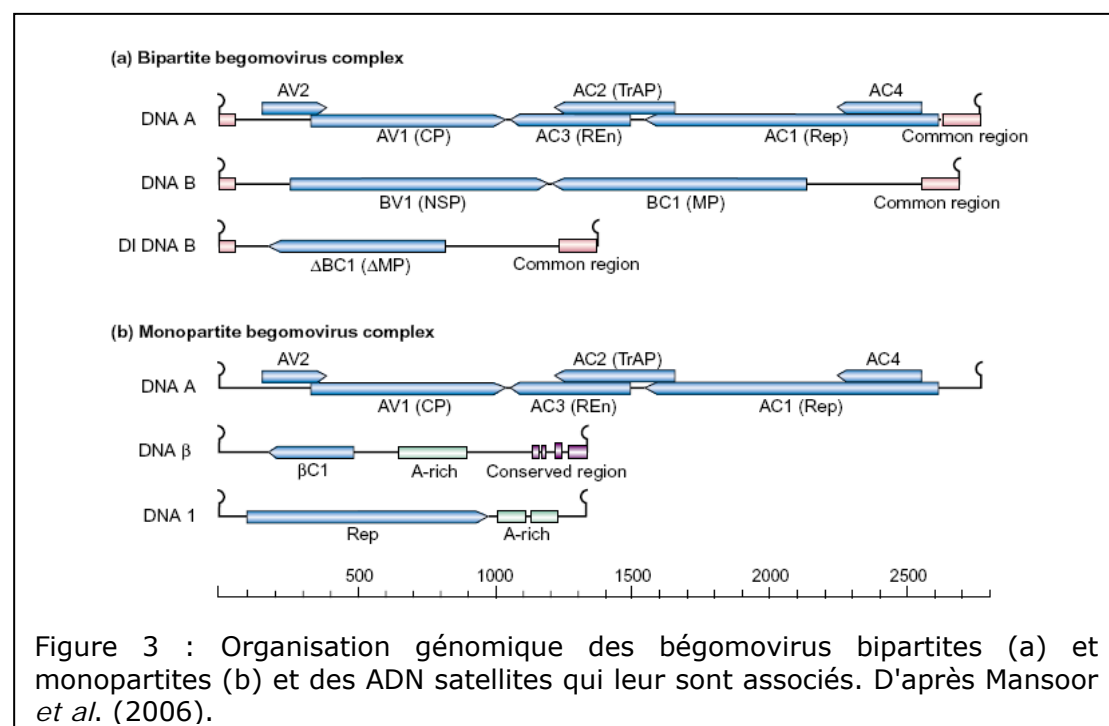 (a) Bipartite begomovirus complex
AV2 AC2 (TrAP) AC4
DNA A
AV1 (CP) AC3 (REn) AC1 (Rep) Common region
DNA B
BV1 (NSP) BC1 (MP) Common region
DI DNA B
ΔBC1 (ΔMP) Common region
(b) Monopartite begomovirus complex
AV2 AC2 (TrAP) AC4
DNA A
AV1 (CP) AC3 (REn) AC1 (Rep)
DNA β
βC1 A-rich Conserved region
DNA 1
Rep A-rich
500 1000 1500 2000 2500
Figure 3 : Organisation génomique des bégomovirus bipartites (a) et
monopartites (b) et des ADN satellites qui leur sont associés. D'après Mansoor
et al. (2006).